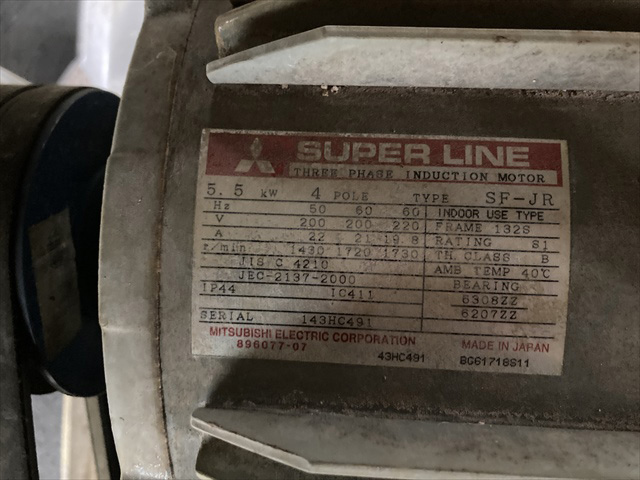 SUPER LINE
THREE PHASE INDUCTION MOTOR
5.5 kW 4 POLE TYPE SF-JR
Hz 50 60 60 INDOOR USE TYPE
V 200 200 220 FRAME 132S
A 22 21 19.8 RATING S1
r/min 1430 1720 1730 TH.CLASS B
JIS C 4210 AMB TEMP 40℃
JEC-2137-2000 BEARING
IP44 IC411 6308ZZ
6207ZZ
SERIAL 143HC491
MITSUBISHI ELECTRIC CORPORATION MADE IN JAPAN
896077-07 43HC491 BG61718S11